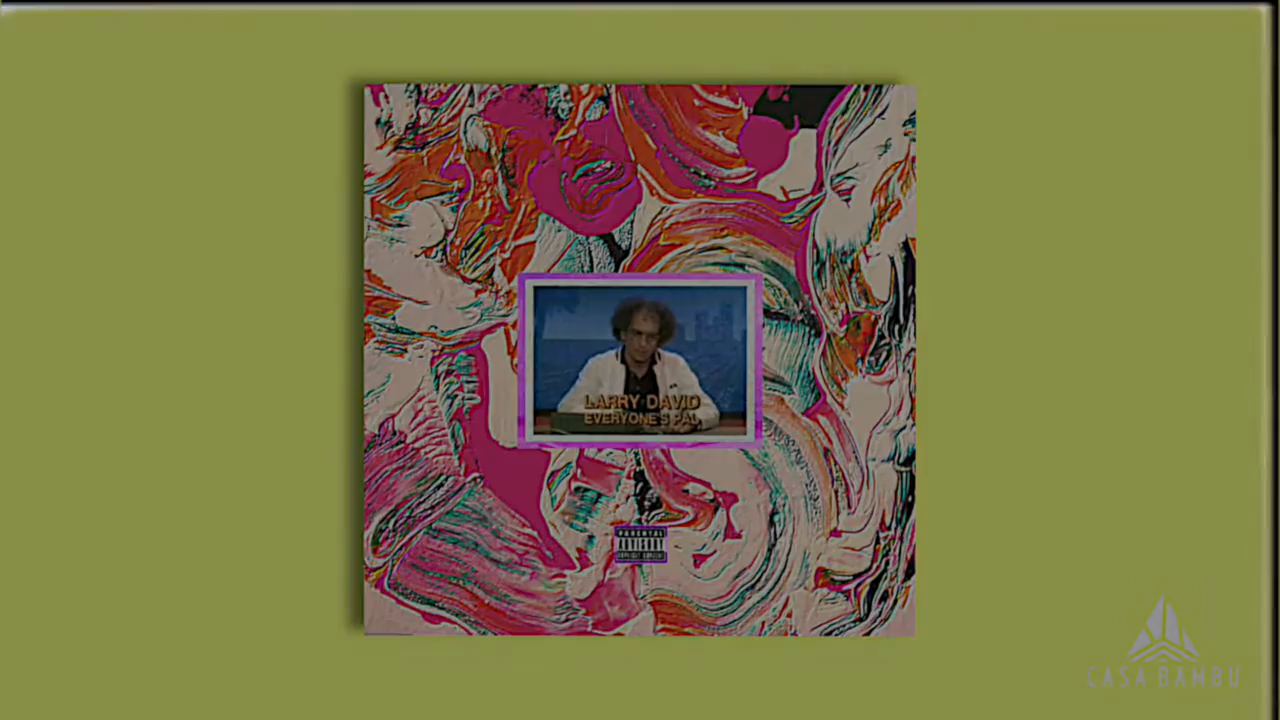 LARRY DAVID
EVERYONE'S PAL
PARENTAL
ADVISORY
EXPLICIT CONTENT
CASA BAMBU